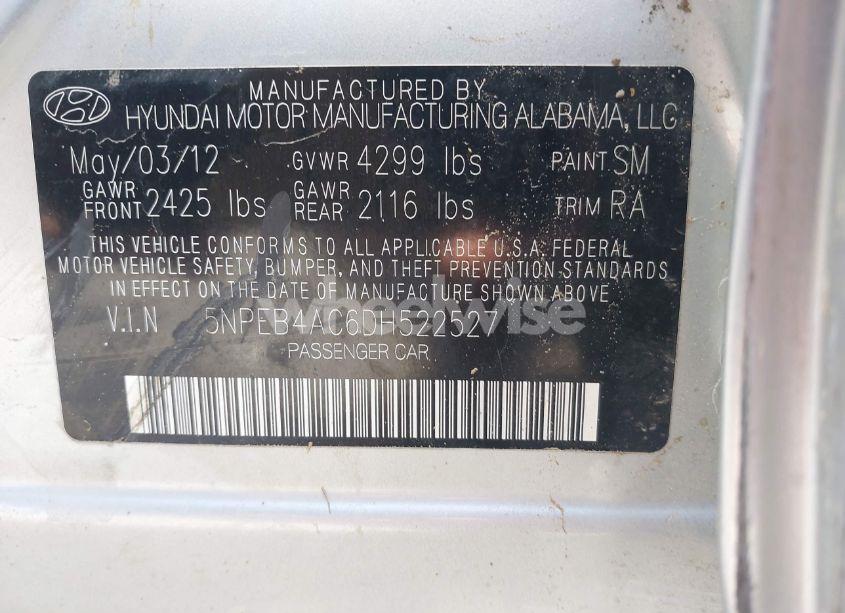 MANUFACTURED BY
HYUNDAI MOTOR MANUFACTURING ALABAMA, LLC
May/03/12 GVWR 4299 lbs PAINT SM
GAWR FRONT 2425 lbs GAWR REAR 2116 lbs TRIM RA
THIS VEHICLE CONFORMS TO ALL APPLICABLE U.S.A. FEDERAL
MOTOR VEHICLE SAFETY, BUMPER, AND THEFT PREVENTION STANDARDS
IN EFFECT ON THE DATE OF MANUFACTURE SHOWN ABOVE
wheelwise
V.I.N 5NPEB4AC6DH522527
PASSENGER CAR